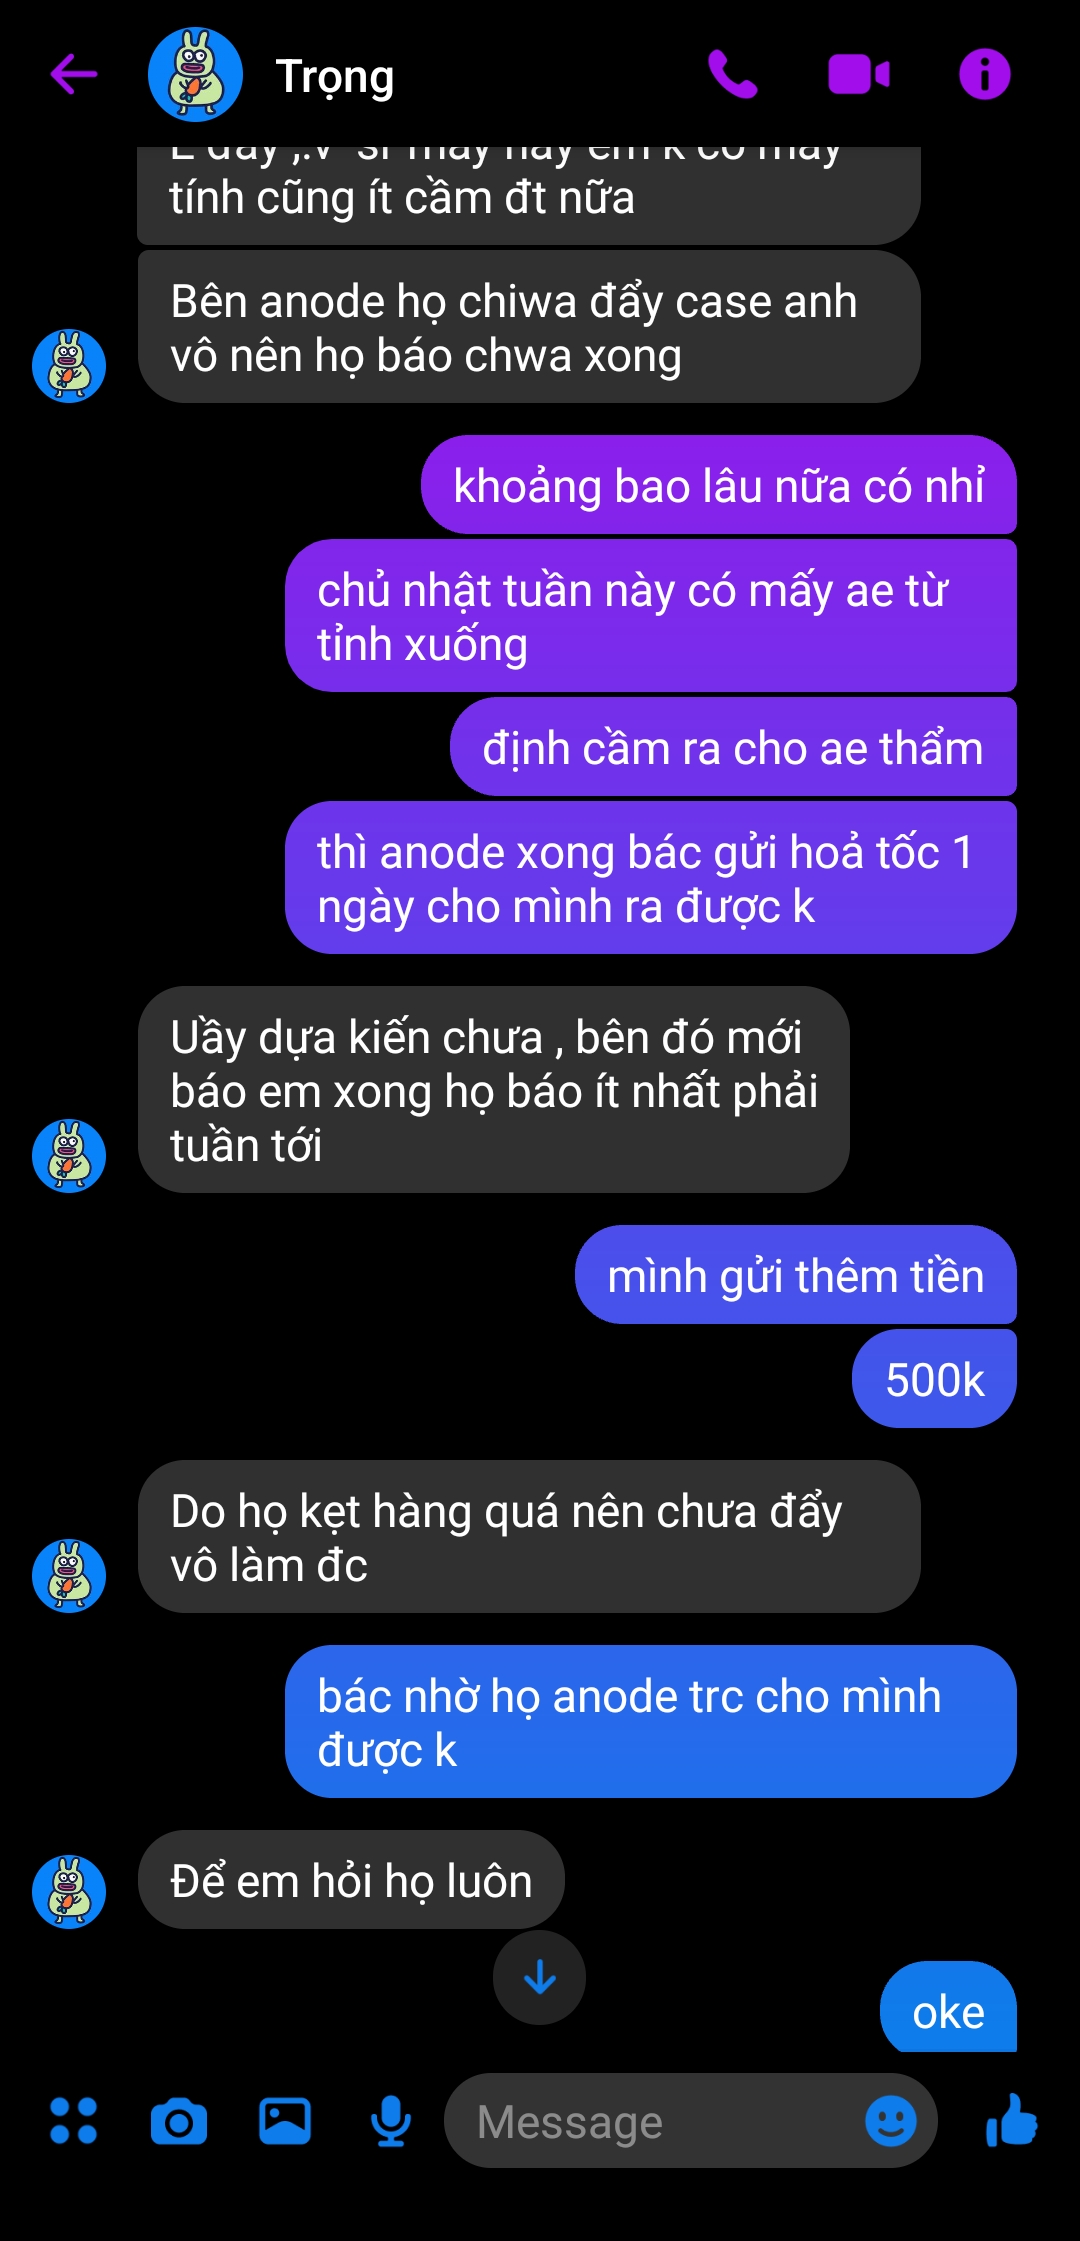 Trọng
tính cũng ít cầm đt nữa
Bên anode họ chiwa đẩy case anh
vô nên họ báo chwa xong
khoảng bao lâu nữa có nhỉ
chủ nhật tuần này có mấy ae từ
tỉnh xuống
định cầm ra cho ae thẩm
thì anode xong bác gửi hoả tốc 1
ngày cho mình ra được k
Uầy dựa kiến chưa , bên đó mới
báo em xong họ báo ít nhất phải
tuần tới
mình gửi thêm tiền
500k
Do họ kẹt hàng quá nên chưa đẩy
vô làm đc
bác nhờ họ anode trc cho mình
được k
Để em hỏi họ luôn
oke
Message